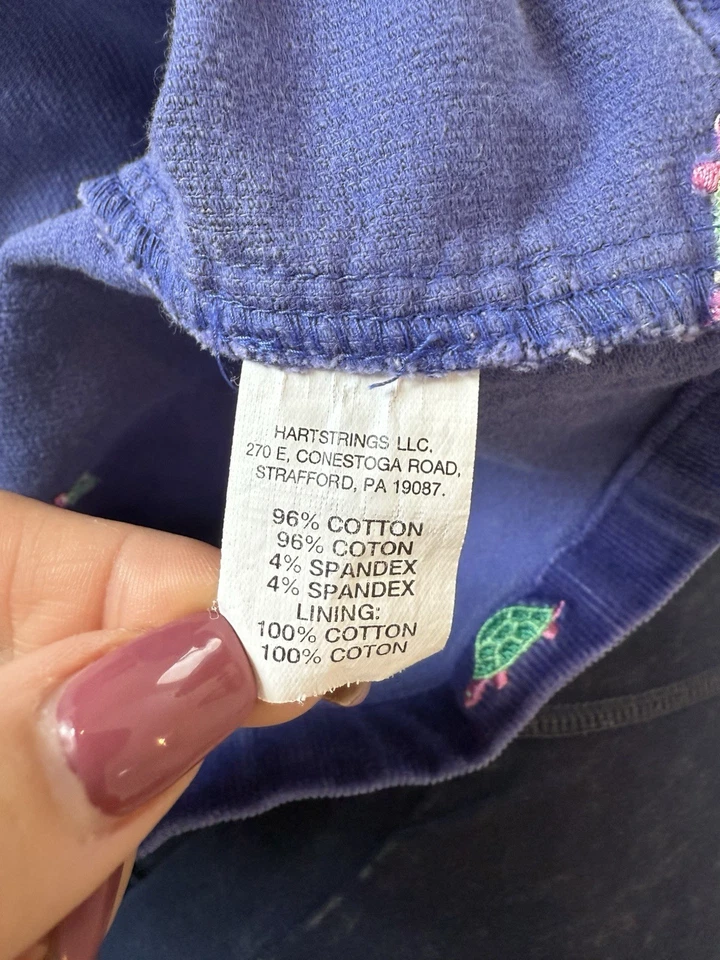 HARTSTRINGS LLC,
270 E, CONESTOGA ROAD,
STRAFFORD, PA 19087.
96% COTTON
96% COTON
4% SPANDEX
4% SPANDEX
LINING:
100% COTTON
100% COTON